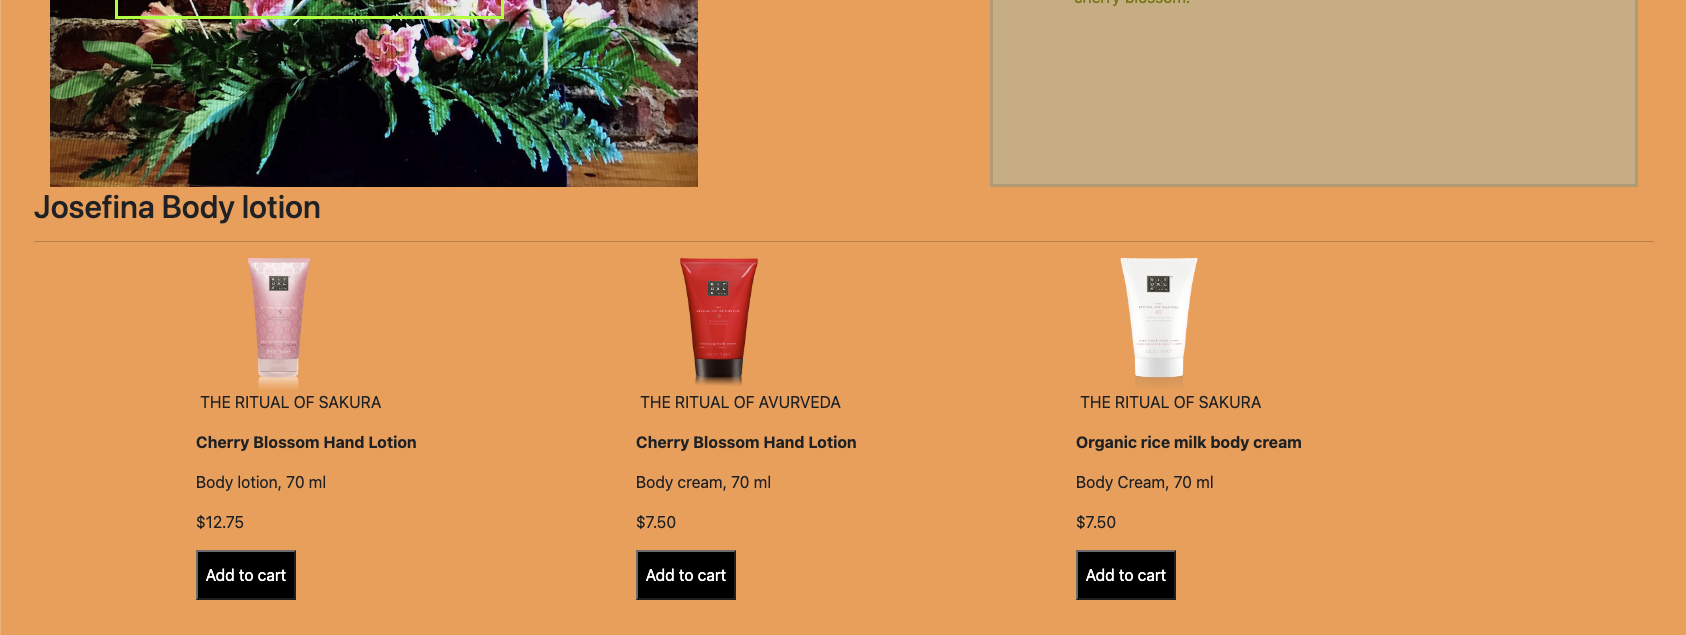 cherry blossom.
Josefina Body lotion
THE RITUAL OF SAKURA
Cherry Blossom Hand Lotion
Body lotion, 70 ml
$12.75
Add to cart
THE RITUAL OF AVURVEDA
Cherry Blossom Hand Lotion
Body cream, 70 ml
$7.50
Add to cart
THE RITUAL OF SAKURA
Organic rice milk body cream
Body Cream, 70 ml
$7.50
Add to cart